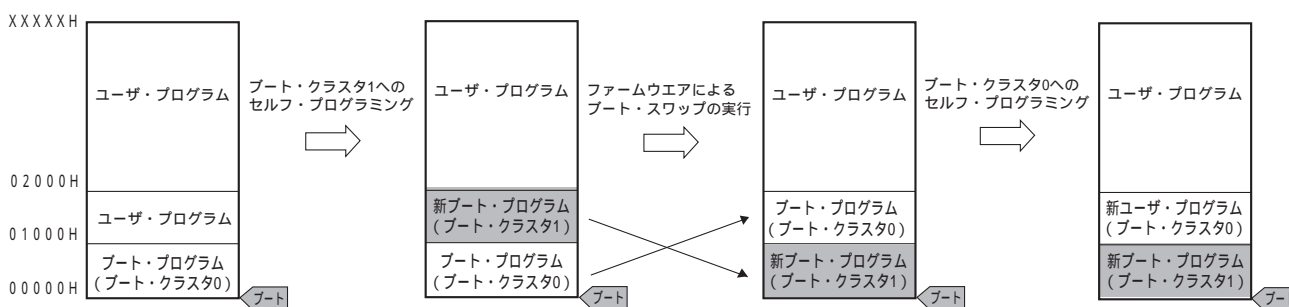 XXXXXH
02000H
01000H
00000H
ユーザ・プログラム
ユーザ・プログラム
ブート・プログラム
(ブート・クラスタ0)
ブート
ブート・クラスタ1への
セルフ・プログラミング
ユーザ・プログラム
新ブート・プログラム
(ブート・クラスタ1)
ブート・プログラム
(ブート・クラスタ0)
ブート
ファームウエアによる
ブート・スワップの実行
ユーザ・プログラム
ブート・プログラム
(ブート・クラスタ0)
新ブート・プログラム
(ブート・クラスタ1)
ブート
ブート・クラスタ0への
セルフ・プログラミング
ユーザ・プログラム
新ユーザ・プログラム
(ブート・クラスタ0)
新ブート・プログラム
(ブート・クラスタ1)
ブー